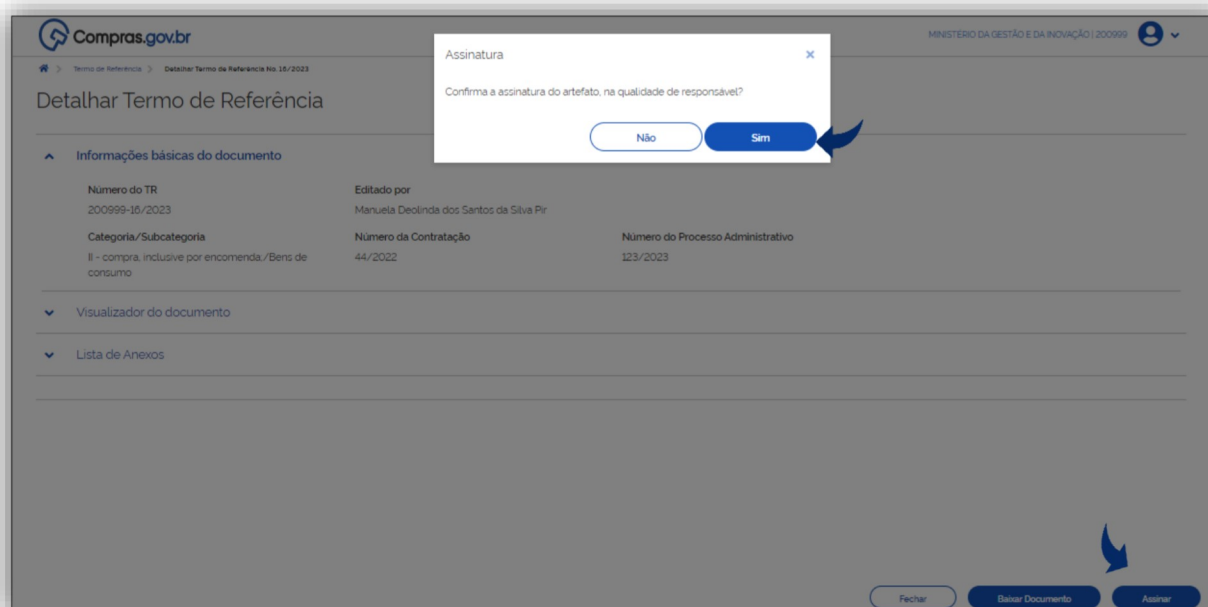 Compras.gov.br
MINISTÉRIO DA GESTÃO E DA INOVAÇÃO | 200999
Termo de Referência > Detalhar Termo de Referência No. 16/2023
Detalhar Termo de Referência
Assinatura
Confirma a assinatura do artefato, na qualidade de responsável?
Não
Sim
Informações básicas do documento
Número do TR
Editado por
200999-16/2023
Manuela Deolinda dos Santos da Silva Pir
Categoria/Subcategoria
Número da Contratação
Número do Processo Administrativo
II - compra, inclusive por encomenda;/Bens de
44/2022
123/2023
consumo
Visualizador do documento
Lista de Anexos
Fechar
Baixar Documento
Assinar